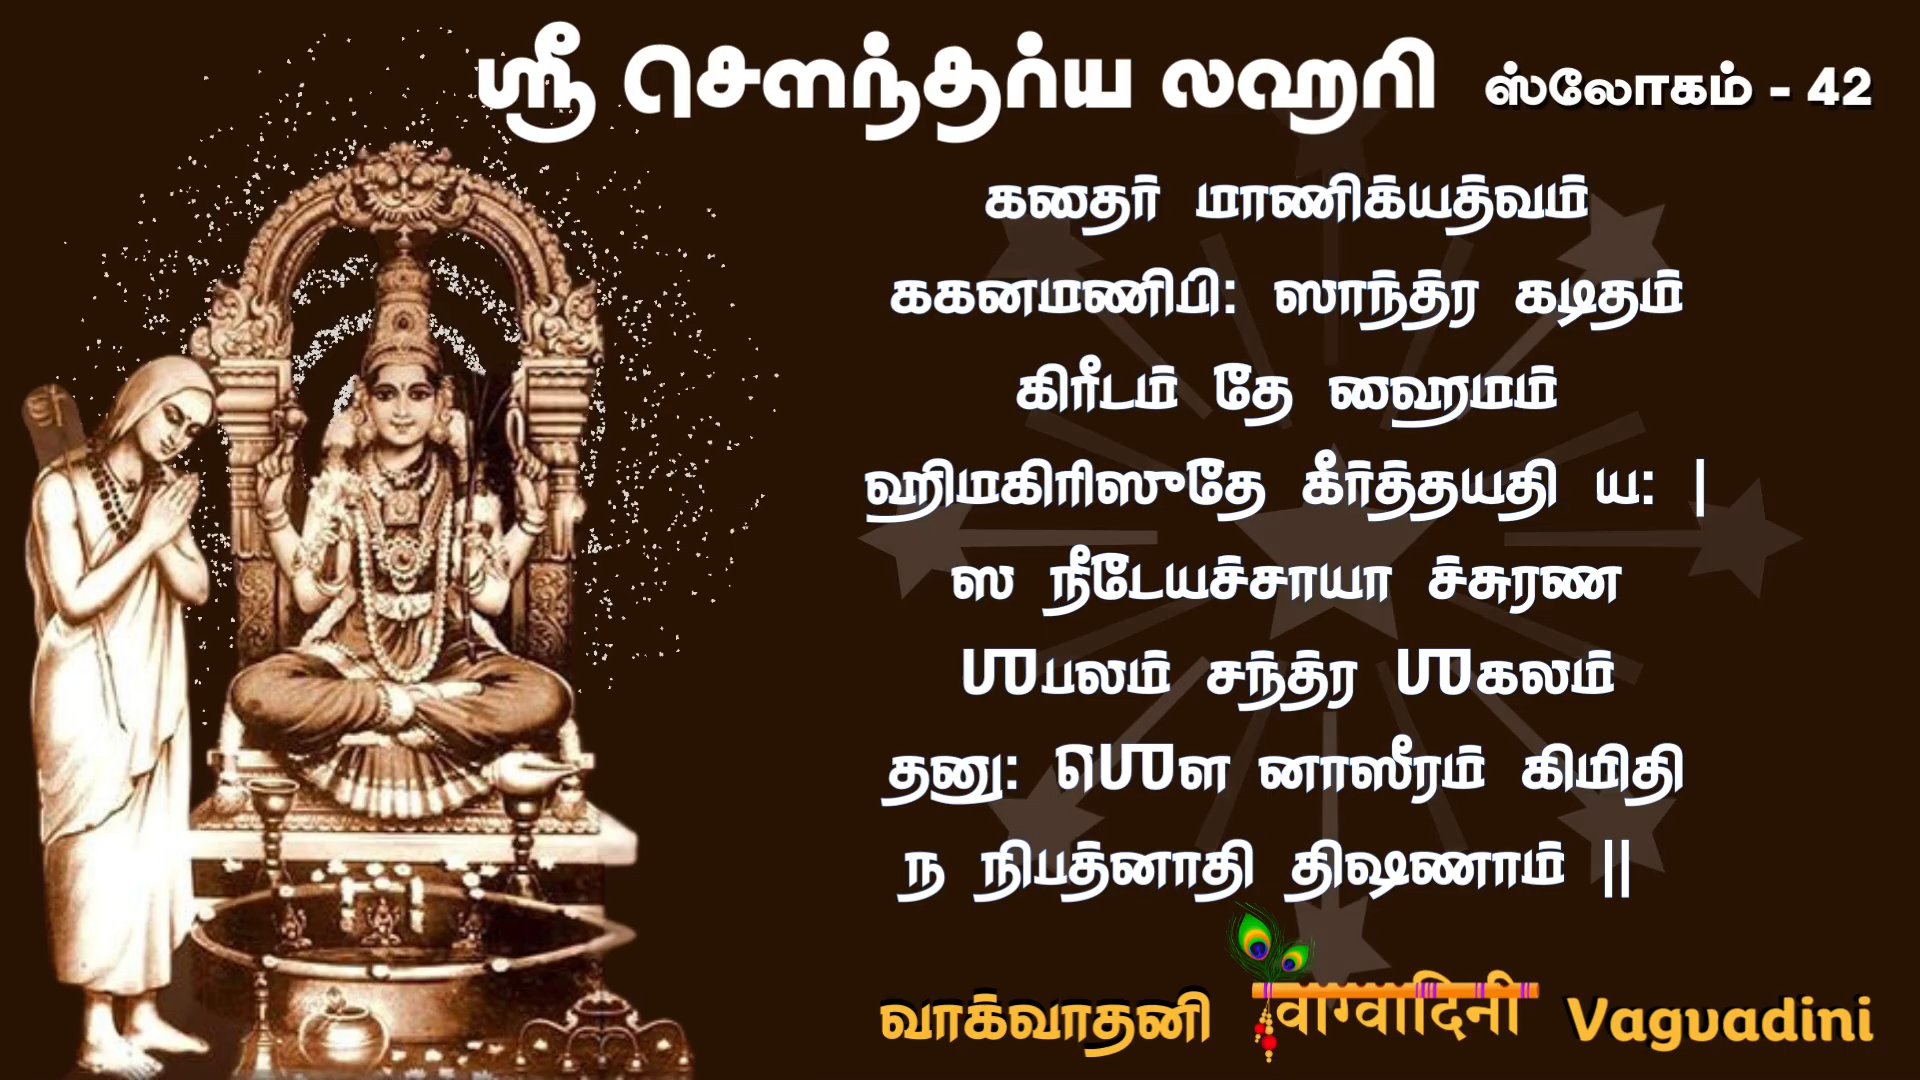 ஸ்ரீ சௌந்தர்ய லஹரி ஸ்லோகம் - 42
கதைர் மாணிக்யத்வம்
ககனமணிபி: ஸாந்த்ர கடிதம்
கிரீடம் தே ஹைமம்
ஹிமகிரிஸுதே கீர்த்தயதி ய: |
ஸ நீடேயச்சாயா ச்சுரண
ஶபலம் சந்த்ர ஶகலம்
தனு: ஶௌ னாஸீரம் கிமிதி
ந நிபத்னாதி திஷணாம் ||
வாக்வாதனி वाग्वादिनी Vagvadini